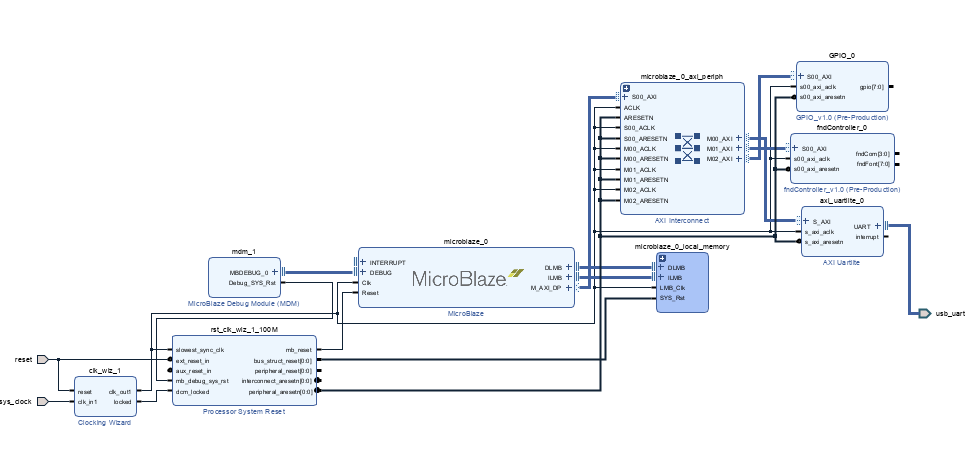 GPIO_0
S00_AXI
s00_axi_aclk
s00_axi_aresetn
gpio[7:0]
GPIO_v1.0 (Pre-Production)
microblaze_0_axi_periph
S00_AXI
ACLK
ARESETN
S00_ACLK
S00_ARESETN
M00_ACLK
M00_ARESETN
M01_ACLK
M01_ARESETN
M02_ACLK
M02_ARESETN
M00_AXI
M01_AXI
M02_AXI
AXI Interconnect
fndController_0
S00_AXI
s00_axi_aclk
s00_axi_aresetn
fndCom[3:0]
fndFont[7:0]
fndController_v1.0 (Pre-Production)
axi_uartlite_0
S_AXI
s_axi_aclk
s_axi_aresetn
UART
interrupt
AXI Uartlite
usb_uart
microblaze_0_local_memory
DLMB
ILMB
LMB_Clk
SYS_Rst
microblaze_0
INTERRUPT
DEBUG
Clk
Reset
MicroBlaze
DLMB
ILMB
M_AXI_DP
MicroBlaze
mdm_1
MBDEBUG_0
Debug_SYS_Rst
MicroBlaze Debug Module (MDM)
rst_clk_wiz_1_100M
slowest_sync_clk
ext_reset_in
aux_reset_in
mb_debug_sys_rst
dcm_locked
mb_reset
bus_struct_reset[0:0]
peripheral_reset[0:0]
interconnect_aresetn[0:0]
peripheral_aresetn[0:0]
Processor System Reset
reset
sys_clock
clk_wiz_1
reset
clk_in1
clk_out1
locked
Clocking Wizard